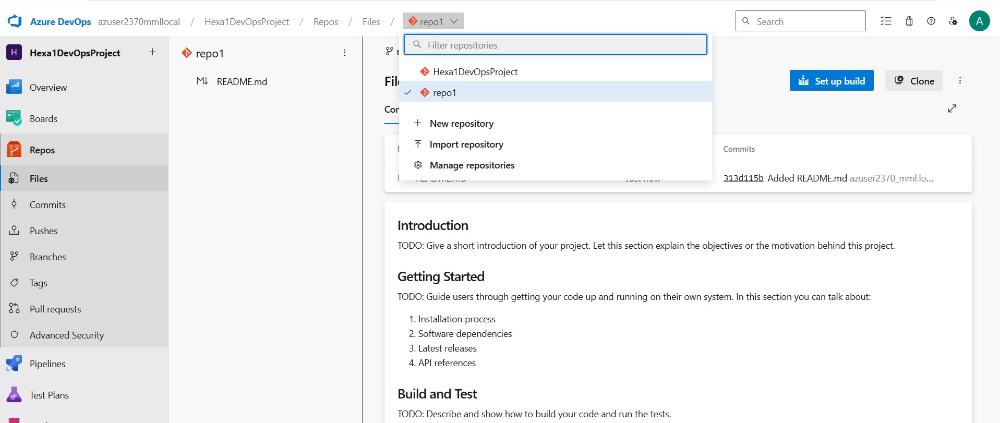 Azure DevOps azuser2370mmllocal / Hexa1DevOpsProject / Repos / Files / repo1
Search
A
H Hexa1DevOpsProject
Overview
Boards
Repos
Files
Commits
Pushes
Branches
Tags
Pull requests
Advanced Security
Pipelines
Test Plans
repo1
README.md
Filter repositories
Hexa1DevOpsProject
repo1
New repository
Import repository
Manage repositories
Set up build
Clone
Commits
313d115b Added README.md azuser2370_mml.lo...
Introduction
TODO: Give a short introduction of your project. Let this section explain the objectives or the motivation behind this project.
Getting Started
TODO: Guide users through getting your code up and running on their own system. In this section you can talk about:
1. Installation process
2. Software dependencies
3. Latest releases
4. API references
Build and Test
TODO: Describe and show how to build your code and run the tests.